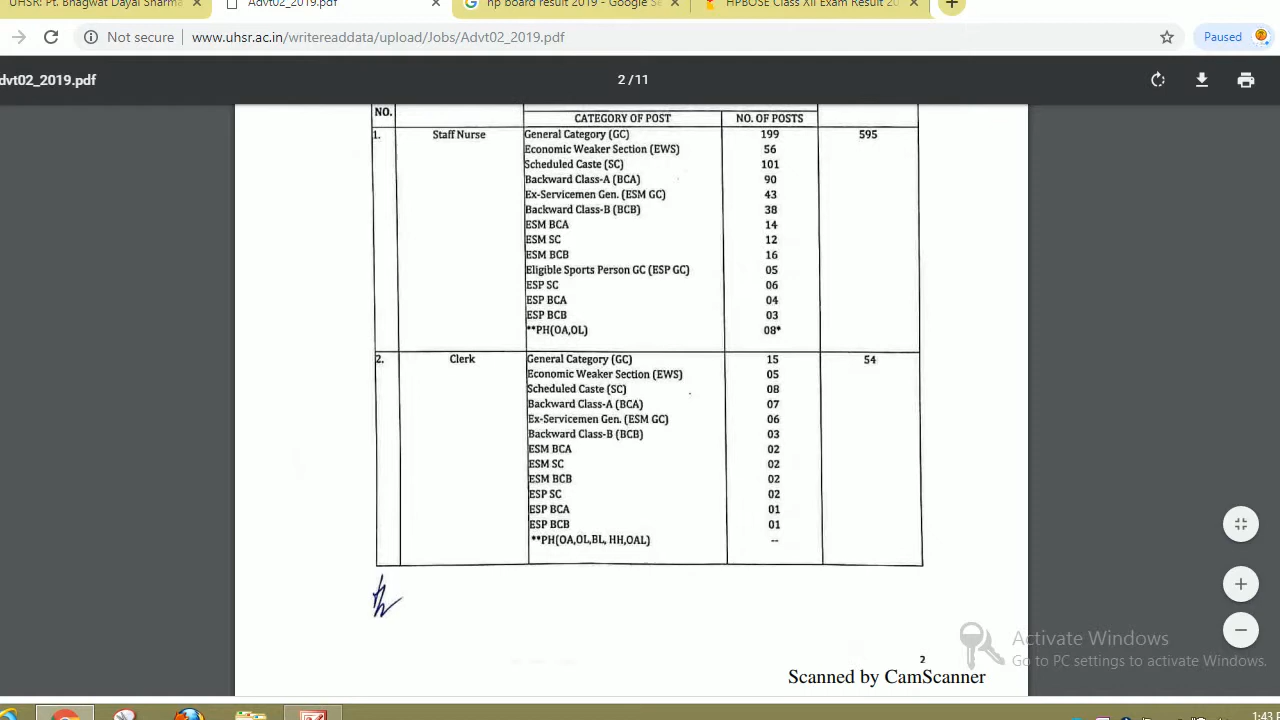 UHSR: Pt. Bhagwat Dayal Sharma × Advt02_2019.pdf × hp board result 2019 - Google Se × HPBOSE Class XII Exam Result 20 ×
Not secure | www.uhsr.ac.in/writereaddata/upload/Jobs/Advt02_2019.pdf Paused
dvt02_2019.pdf 2 / 11
NO. CATEGORY OF POST NO. OF POSTS
1. Staff Nurse General Category (GC) 199 595
Economic Weaker Section (EWS) 56
Scheduled Caste (SC) 101
Backward Class-A (BCA) 90
Ex-Servicemen Gen. (ESM GC) 43
Backward Class-B (BCB) 38
ESM BCA 14
ESM SC 12
ESM BCB 16
Eligible Sports Person GC (ESP GC) 05
ESP SC 06
ESP BCA 04
ESP BCB 03
**PH(OA,OL) 08*
2. Clerk General Category (GC) 15 54
Economic Weaker Section (EWS) 05
Scheduled Caste (SC) 08
Backward Class-A (BCA) 07
Ex-Servicemen Gen. (ESM GC) 06
Backward Class-B (BCB) 03
ESM BCA 02
ESM SC 02
ESM BCB 02
ESP SC 02
ESP BCA 01
ESP BCB 01
**PH(OA,OL,BL, HH,OAL) --
Activate Windows
Go to PC settings to activate Windows.
2
Scanned by CamScanner